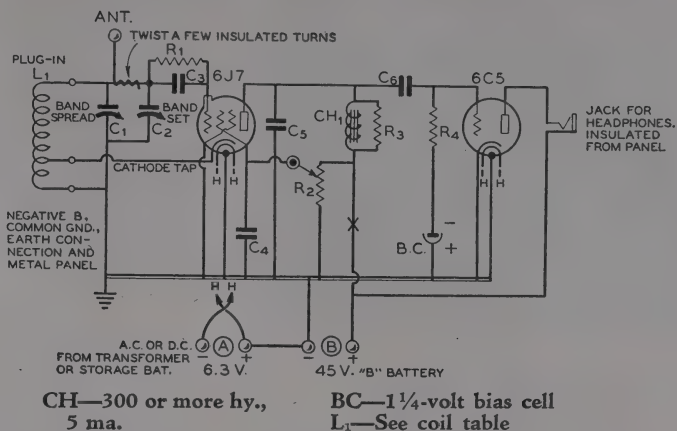 ANT.
TWIST A FEW INSULATED TURNS
PLUG-IN
L1
R1
C3
6J7
C6
6C5
BAND
SPREAD
C1
C2
BAND
SET
C5
CH1
R3
R4
JACK FOR
HEADPHONES.
INSULATED
FROM PANEL
CATHODE TAP
H H
R2
H H
NEGATIVE B,
COMMON GND.,
EARTH CON-
NECTION AND
METAL PANEL
C4
X
B.C.
- +
H H
A.C. OR D.C.
FROM TRANSFORMER
OR STORAGE BAT.
- A +
6.3 V.
- B +
45 V. "B" BATTERY
CH—300 or more hy.,
5 ma.
BC—1¼-volt bias cell
L1—See coil table